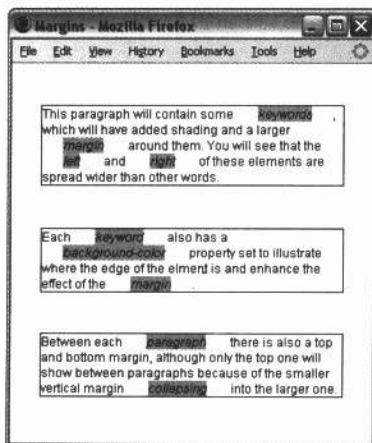 Margins - Mozilla Firefox
File Edit View History Bookmarks Tools Help
This paragraph will contain some keywords ,
which will have added shading and a larger
margin around them. You will see that the
left and right of these elements are
spread wider than other words.
Each keyword also has a
background-color property set to illustrate
where the edge of the elment is and enhance the
effect of the margin .
Between each paragraph there is also a top
and bottom margin, although only the top one will
show between paragraphs because of the smaller
vertical margin collapsing into the larger one.